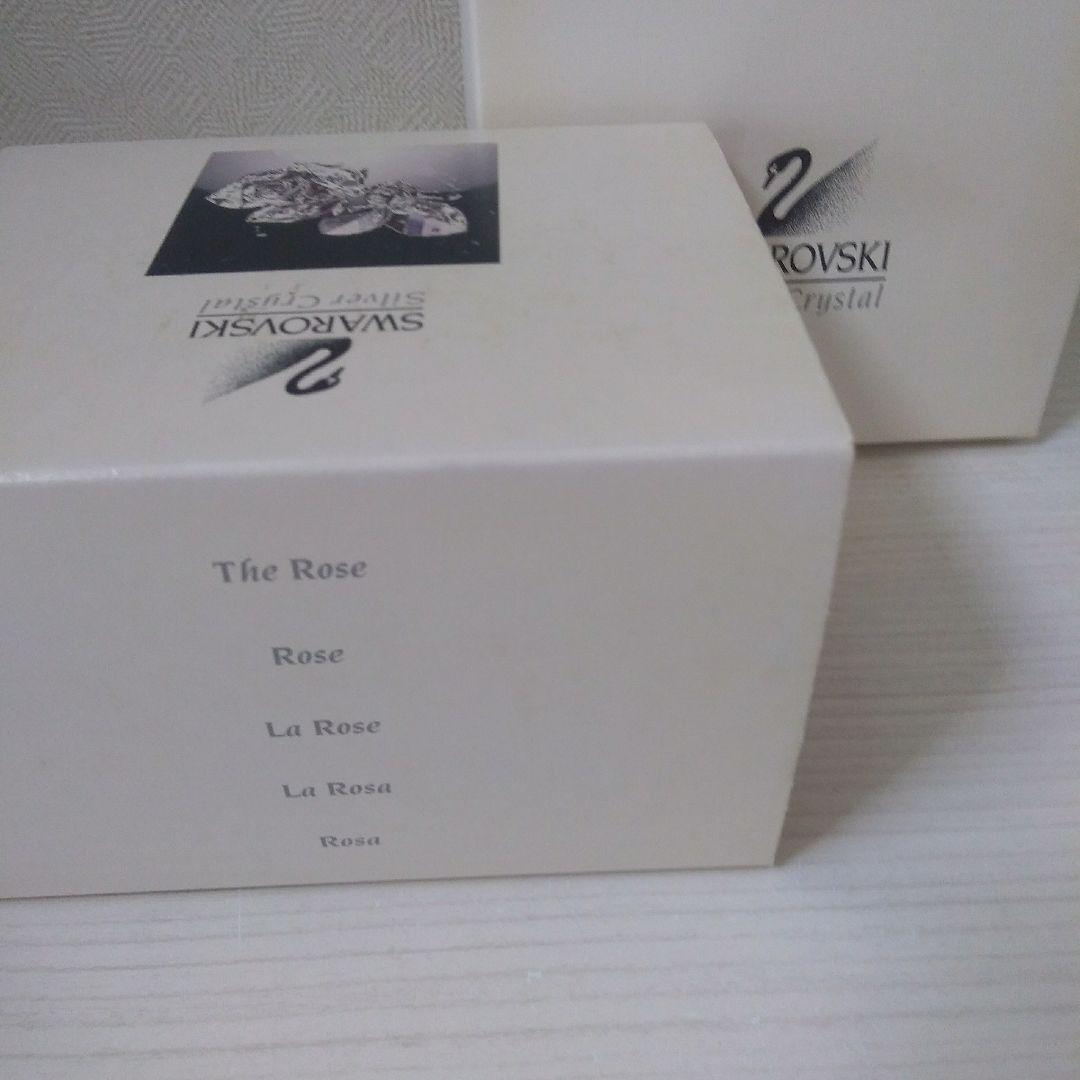 SWAROVSKI
Silver Crystal
The Rose
Rose
La Rose
La Rosa
Rosa
ROVSKI
Crystal